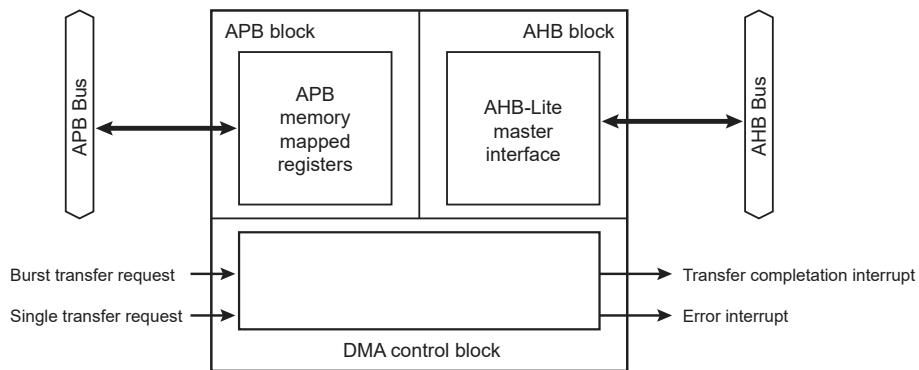 APB block
AHB block
APB Bus
APB
memory
mapped
registers
AHB-Lite
master
interface
AHB Bus
Burst transfer request
Transfer completation interrupt
Single transfer request
Error interrupt
DMA control block